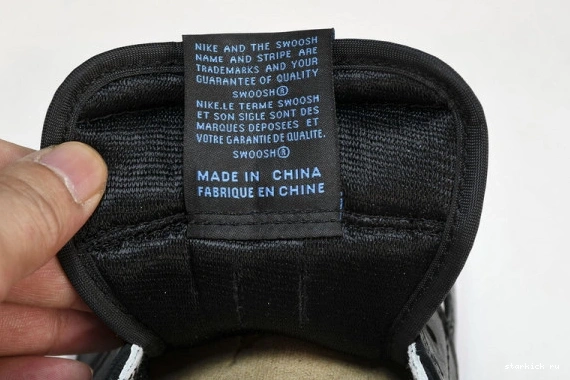 NIKE AND THE SWOOSH
NAME AND STRIPE ARE
TRADEMARKS AND YOUR
GUARANTEE OF QUALITY
SWOOSH®
NIKE.LE TERME SWOOSH
ET SON SIGLE SONT DES
MARQUES DEPOSEES ET
VOTRE GARANTIE DE QUALITE.
SWOOSH®
MADE IN CHINA
FABRIQUE EN CHINE